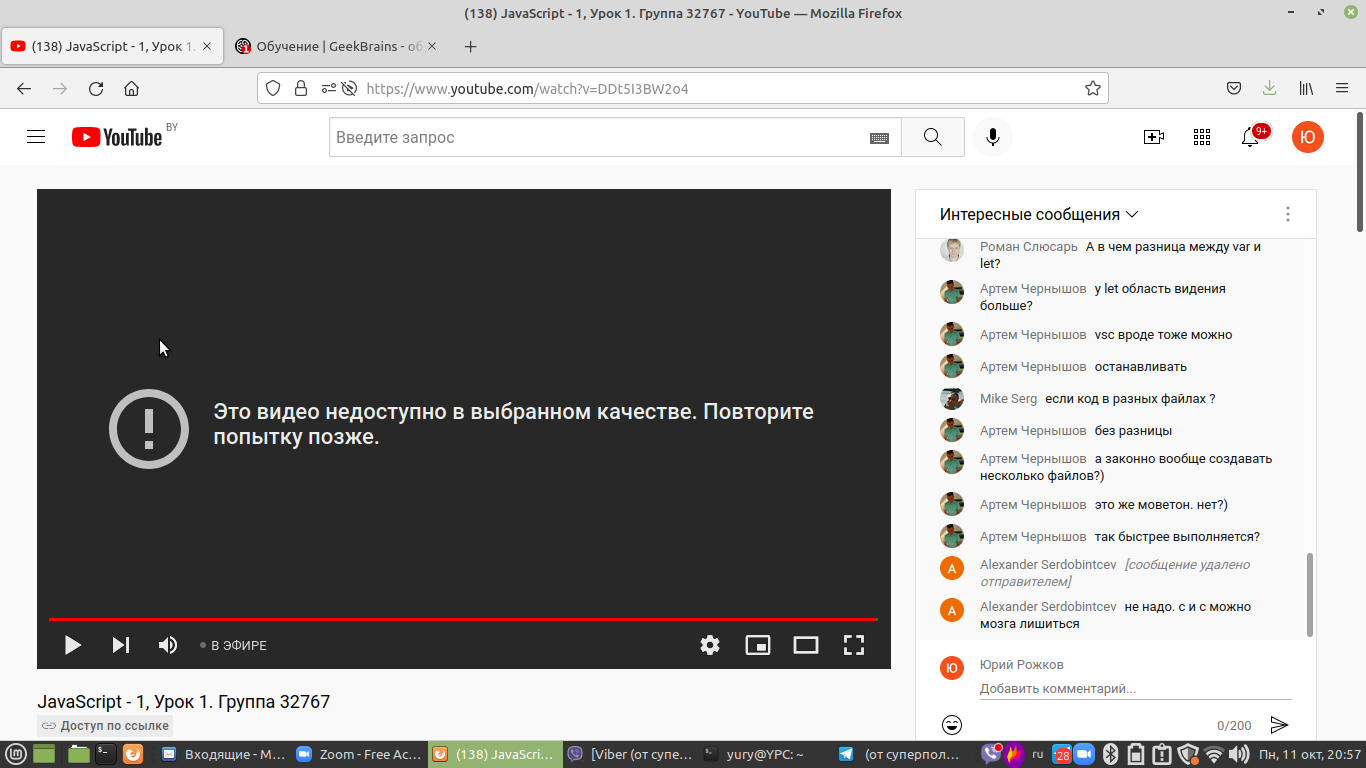 (138) JavaScript - 1, Урок 1. Группа 32767 - YouTube — Mozilla Firefox
(138) JavaScript - 1, Урок 1.
Обучение | GeekBrains - об
https://www.youtube.com/watch?v=DDt5I3BW2o4
YouTube BY
Введите запрос
9+
Ю
Интересные сообщения
Роман Слюсарь А в чем разница между var и
let?
Артем Чернышов у let область видения
больше?
Артем Чернышов vsc вроде тоже можно
Артем Чернышов останавливать
Mike Serg если код в разных файлах ?
Артем Чернышов без разницы
Артем Чернышов а законно вообще создавать
несколько файлов?)
Артем Чернышов это же моветон. нет?)
Артем Чернышов так быстрее выполняется?
A Alexander Serdobintcev [сообщение удалено
отправителем]
A Alexander Serdobintcev не надо. с и с можно
мозга лишиться
Ю Юрий Рожков
Добавить комментарий...
0/200
Это видео недоступно в выбранном качестве. Повторите
попытку позже.
В ЭФИРЕ
JavaScript - 1, Урок 1. Группа 32767
Доступ по ссылке
Входящие - M...
Zoom - Free Ac...
(138) JavaScri...
[Viber (от супе...
yury@YPC: ~
(от суперпол...
ru
28
Пн, 11 окт, 20:57